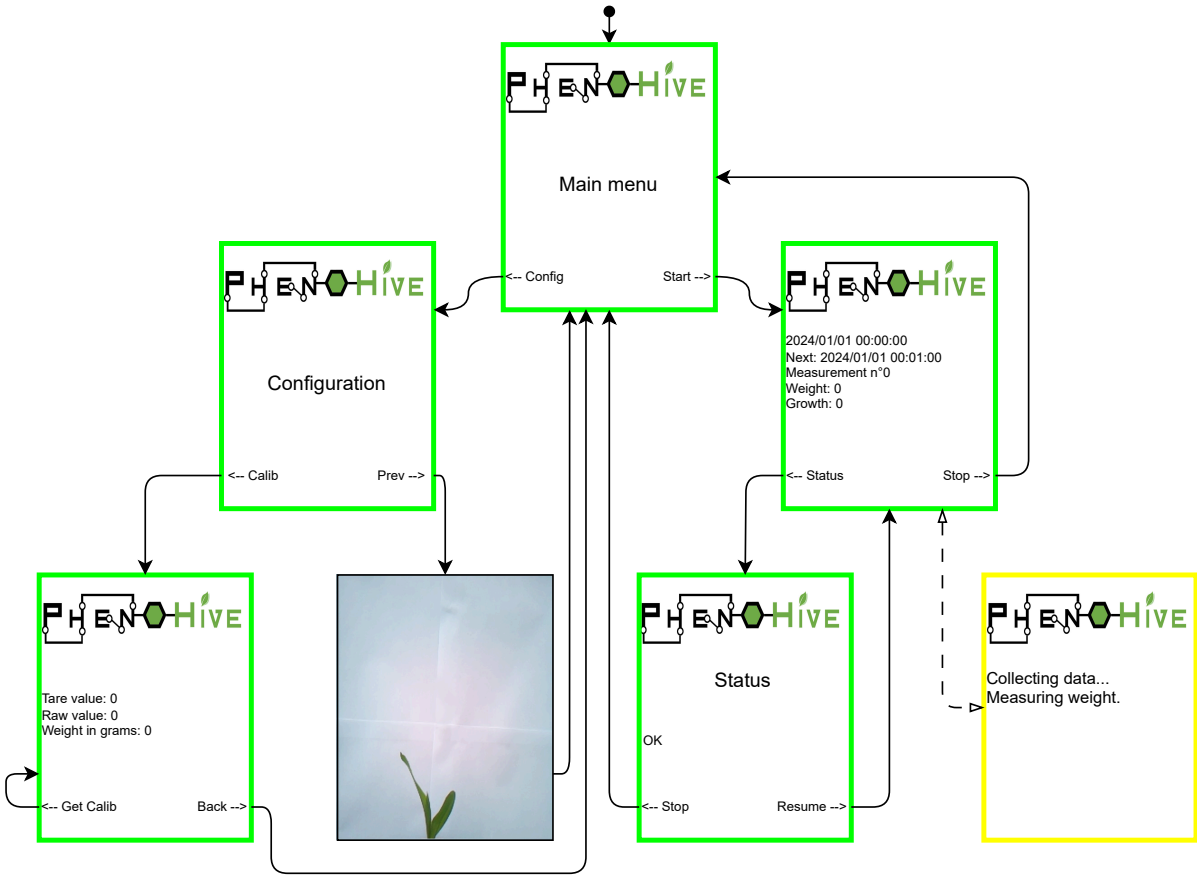 PHENOHIVE
Main menu
<-- Config
Start -->
PHENOHIVE
Configuration
<-- Calib
Prev -->
PHENOHIVE
2024/01/01 00:00:00
Next: 2024/01/01 00:01:00
Measurement n°0
Weight: 0
Growth: 0
<-- Status
Stop -->
PHENOHIVE
Tare value: 0
Raw value: 0
Weight in grams: 0
<-- Get Calib
Back -->
PHENOHIVE
Status
OK
<-- Stop
Resume -->
PHENOHIVE
Collecting data...
Measuring weight.